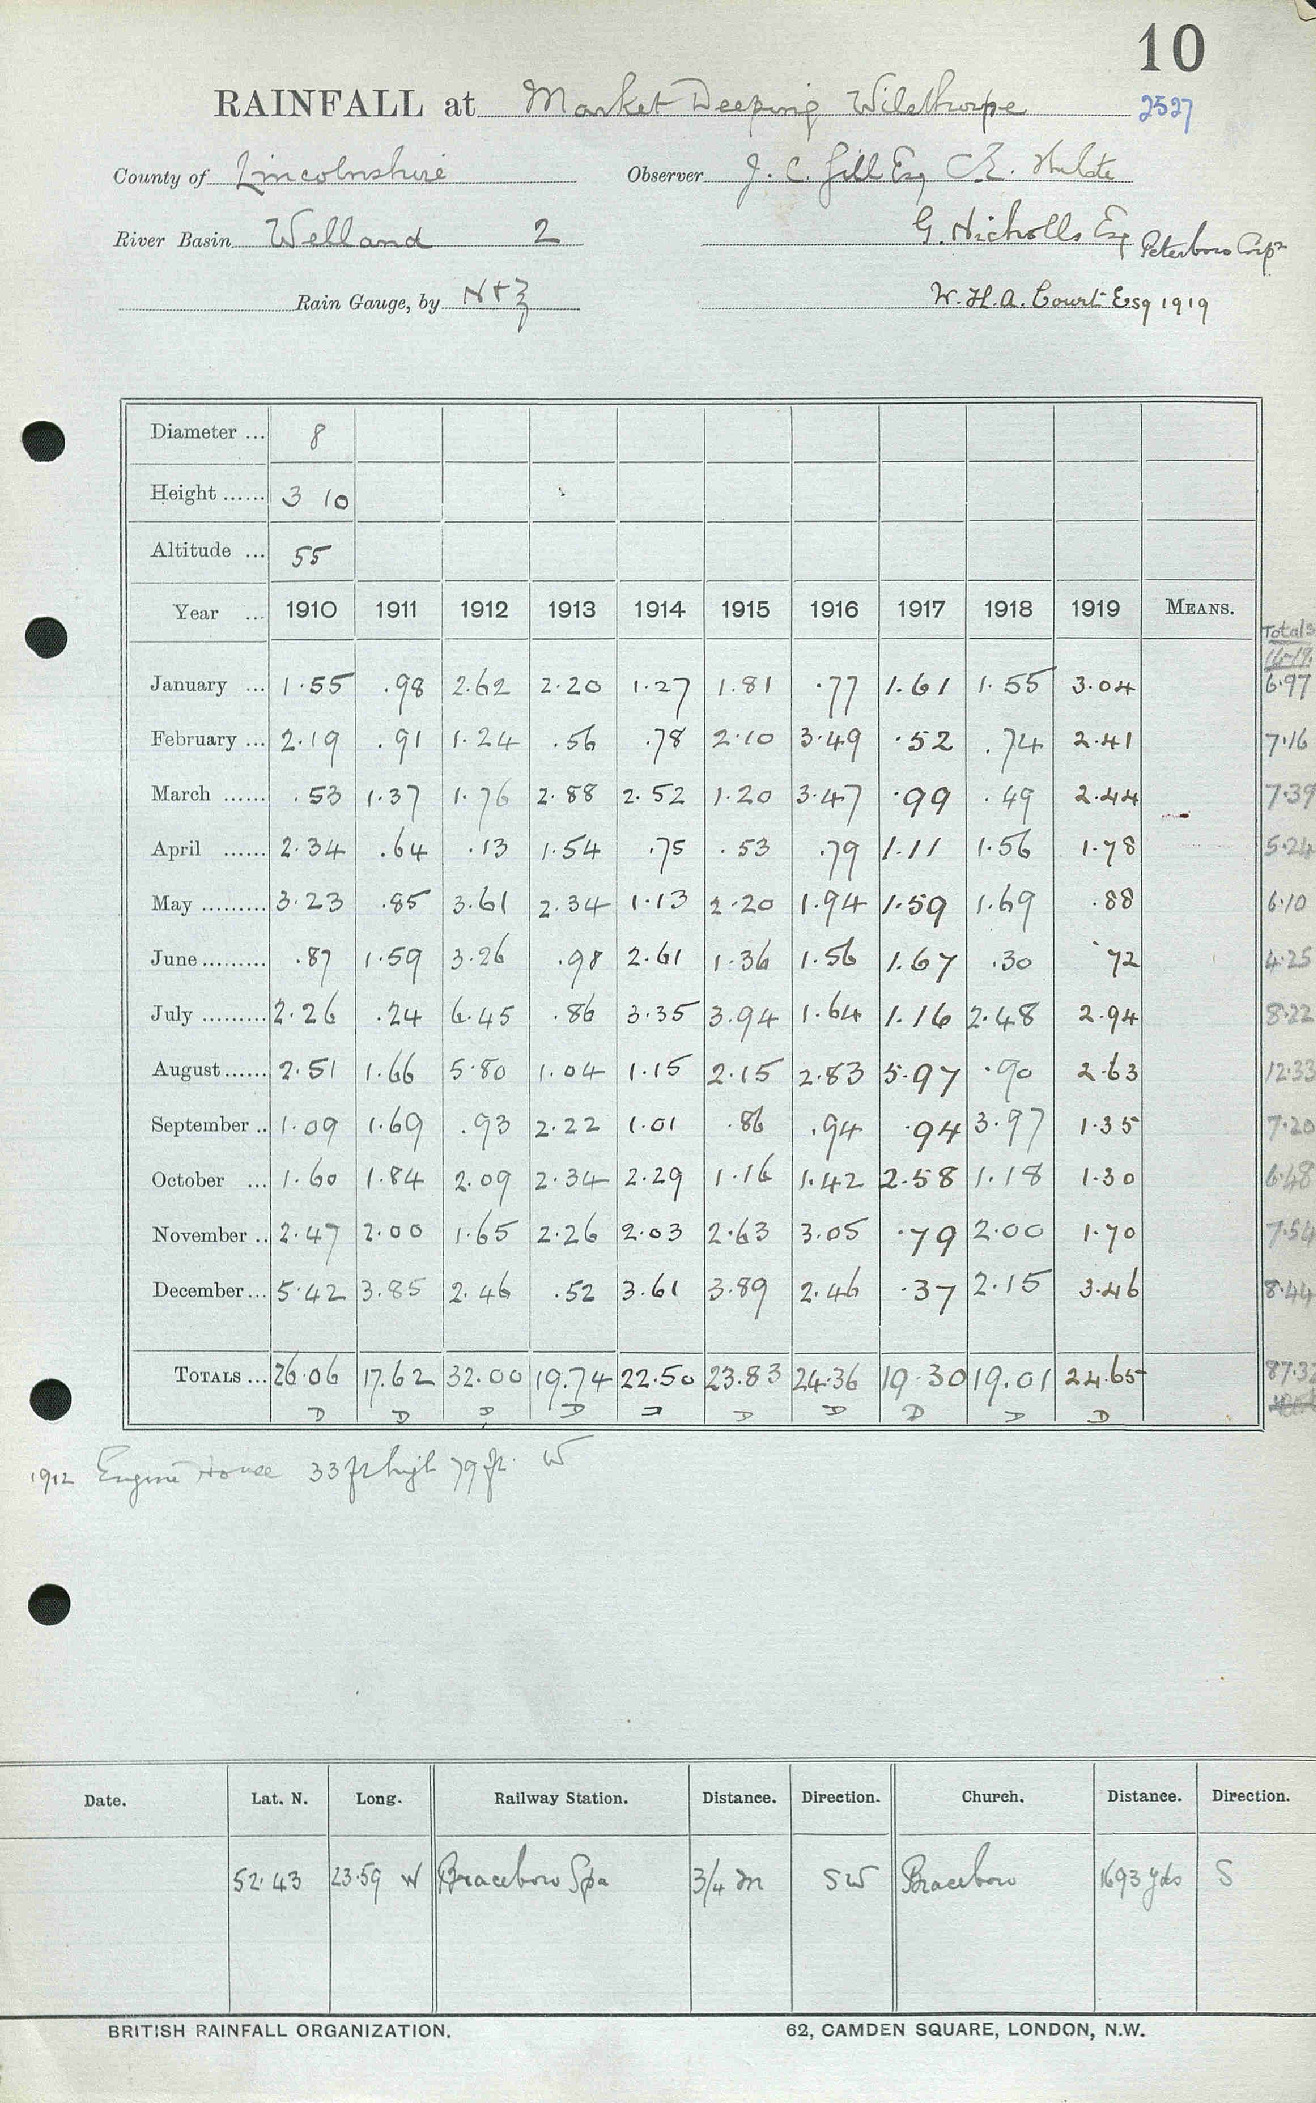 10
RAINFALL at Market Deeping Wilsthorpe 2527
County of Lincolnshire Observer J. C. Gill Esq C.E.
River Basin Welland 2 G. Nicholls Esq Peterboro Corpn
Rain Gauge, by N+Z W. H. A. Court Esq 1919
Diameter ... 8
Height ...... 3 10
Altitude ... 55
Year ... 1910 1911 1912 1913 1914 1915 1916 1917 1918 1919 MEANS. Totals
16-19
January ... 1.55 .98 2.62 2.20 1.27 1.81 .77 1.61 1.55 3.04 6.97
February ... 2.19 .91 1.24 .56 .78 2.10 3.49 .52 .74 2.41 7.16
March ...... .53 1.37 1.76 2.88 2.52 1.20 3.47 .99 .49 2.44 7.39
April ...... 2.34 .64 .13 1.54 .75 .53 .79 1.11 1.56 1.78 5.24
May ......... 3.23 .85 3.61 2.34 1.13 2.20 1.94 1.59 1.69 .88 6.10
June ......... .87 1.59 3.26 .98 2.61 1.36 1.56 1.67 .30 .72 4.25
July ......... 2.26 .24 6.45 .86 3.35 3.94 1.64 1.16 2.48 2.94 8.22
August ...... 2.51 1.66 5.80 1.04 1.15 2.15 2.83 5.97 .90 2.63 12.33
September .. 1.09 1.69 .93 2.22 1.01 .86 .94 .94 3.97 1.35 7.20
October ... 1.60 1.84 2.09 2.34 2.29 1.16 1.42 2.58 1.18 1.30 6.48
November .. 2.47 2.00 1.65 2.26 2.03 2.63 3.05 .79 2.00 1.70 7.54
December ... 5.42 3.85 2.46 .52 3.61 3.89 2.46 .37 2.15 3.46 8.44
TOTALS ... 26.06 17.62 32.00 19.74 22.50 23.83 24.36 19.30 19.01 24.65 87.32
D D D D D D D D D D
1912 Engine House 33 ft high 79 ft. W
Date. Lat. N. Long. Railway Station. Distance. Direction. Church. Distance. Direction.
52.43 23.59 W Braceboro Spa 3/4 m SW Braceboro 1693 yds S
BRITISH RAINFALL ORGANIZATION. 62, CAMDEN SQUARE, LONDON, N.W.